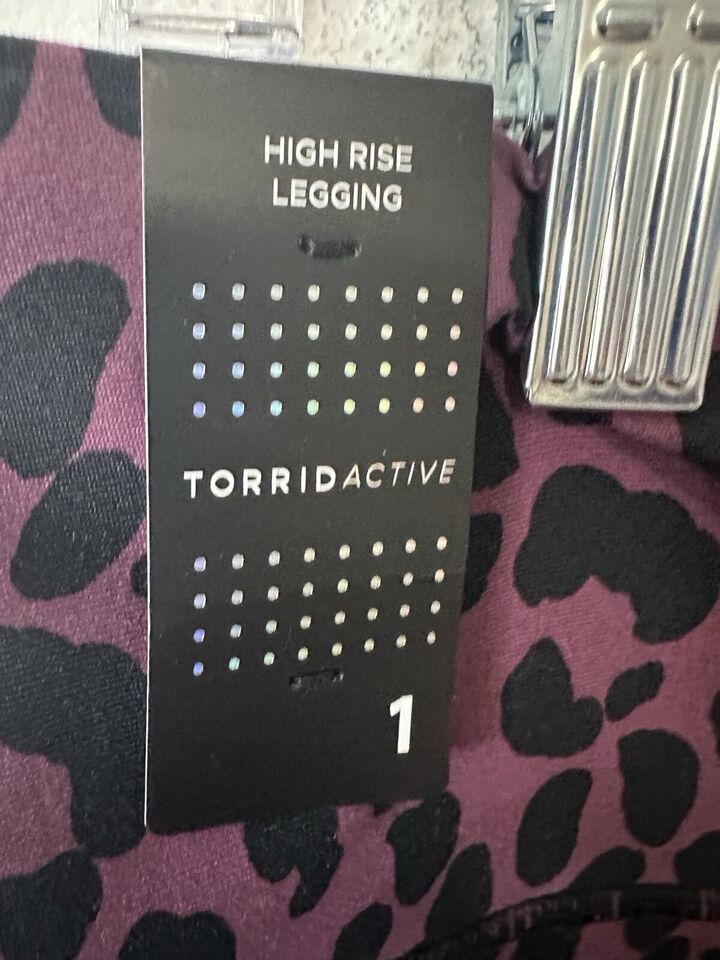 HIGH RISE
LEGGING
TORRIDACTIVE
1